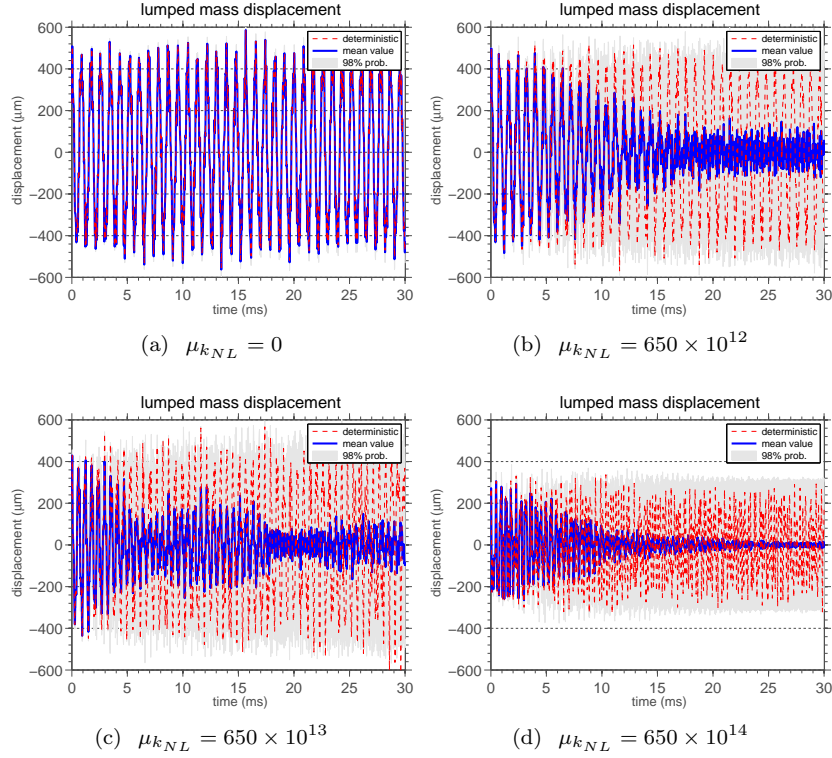 lumped mass displacement
deterministic
mean value
98% prob.
displacement (µm)
600
400
200
0
−200
−400
−600
0 5 10 15 20 25 30
time (ms)
(a) μ_{k_{NL}} = 0
lumped mass displacement
deterministic
mean value
98% prob.
displacement (µm)
600
400
200
0
−200
−400
−600
0 5 10 15 20 25 30
time (ms)
(b) μ_{k_{NL}} = 650 × 10^{12}
lumped mass displacement
deterministic
mean value
98% prob.
displacement (µm)
600
400
200
0
−200
−400
−600
0 5 10 15 20 25 30
time (ms)
(c) μ_{k_{NL}} = 650 × 10^{13}
lumped mass displacement
deterministic
mean value
98% prob.
displacement (µm)
600
400
200
0
−200
−400
−600
0 5 10 15 20 25 30
time (ms)
(d) μ_{k_{NL}} = 650 × 10^{14}